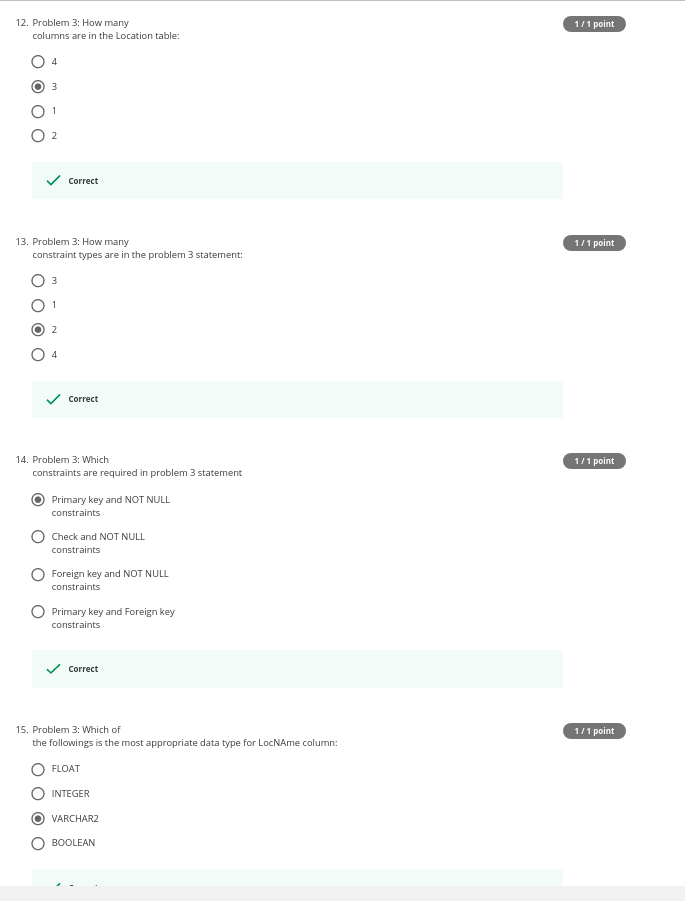 12. Problem 3: How many
columns are in the Location table:
1 / 1 point
4
3
1
2
Correct
13. Problem 3: How many
constraint types are in the problem 3 statement:
1 / 1 point
3
1
2
4
Correct
14. Problem 3: Which
constraints are required in problem 3 statement
1 / 1 point
Primary key and NOT NULL
constraints
Check and NOT NULL
constraints
Foreign key and NOT NULL
constraints
Primary key and Foreign key
constraints
Correct
15. Problem 3: Which of
the followings is the most appropriate data type for LocNAme column:
1 / 1 point
FLOAT
INTEGER
VARCHAR2
BOOLEAN